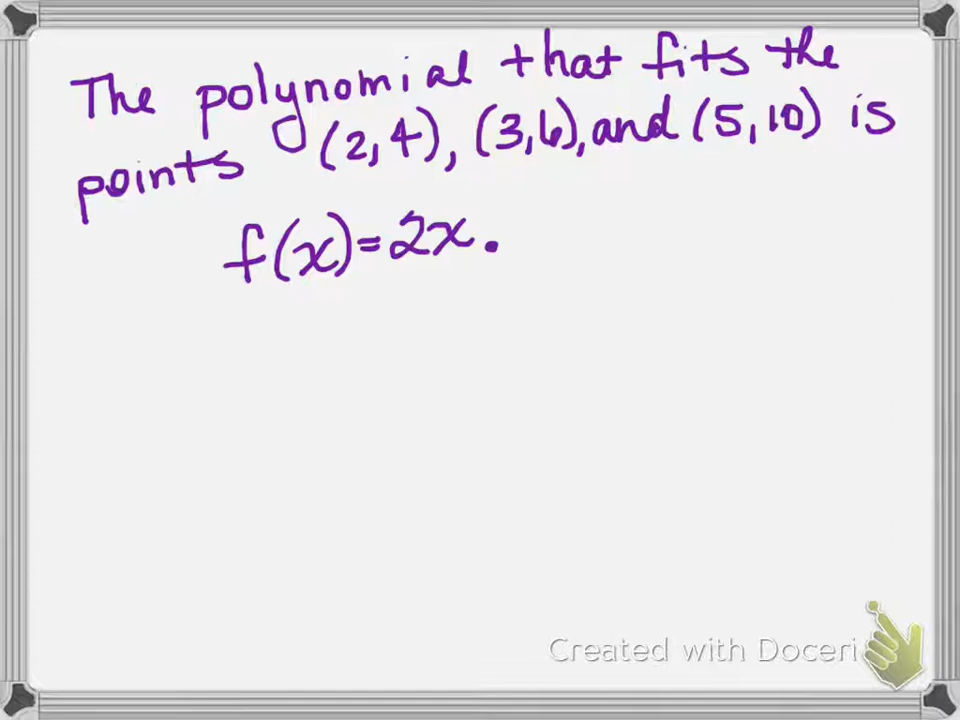 The polynomial that fits the
points (2,4), (3,6), and (5,10) is
f(x)=2x.
Created with Doceri